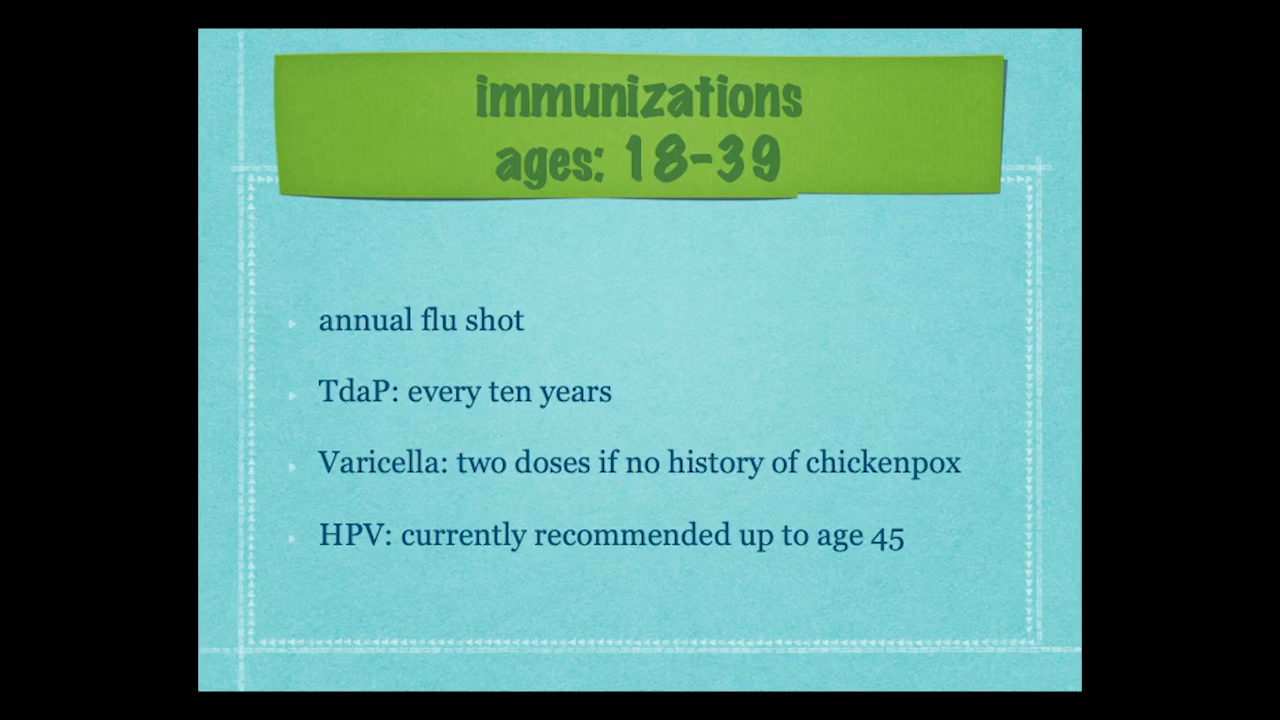 immunizations
ages: 18-39
annual flu shot
TdaP: every ten years
Varicella: two doses if no history of chickenpox
HPV: currently recommended up to age 45